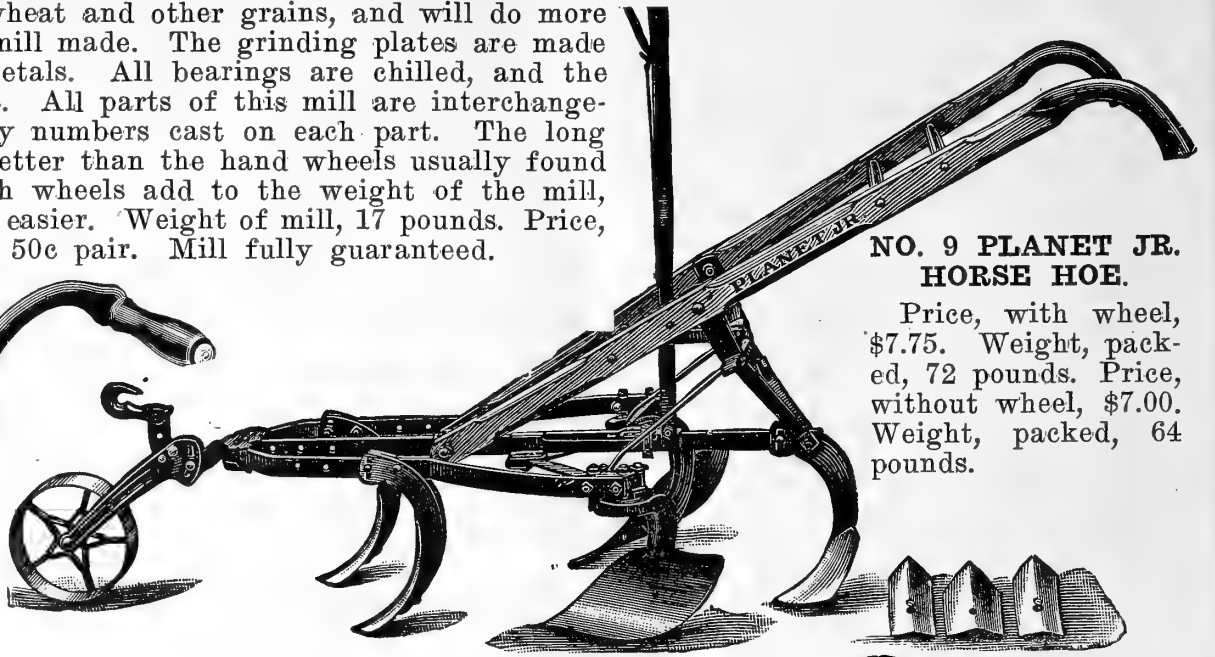 wheat and other grains, and will do more
mill made. The grinding plates are made
etals. All bearings are chilled, and the
. All parts of this mill are interchange-
y numbers cast on each part. The long
etter than the hand wheels usually found
h wheels add to the weight of the mill,
easier. Weight of mill, 17 pounds. Price,
50c pair. Mill fully guaranteed.
PLANET JR.
NO. 9 PLANET JR.
HORSE HOE.
Price, with wheel,
$7.75. Weight, pack-
ed, 72 pounds. Price,
without wheel, $7.00.
Weight, packed, 64
pounds.